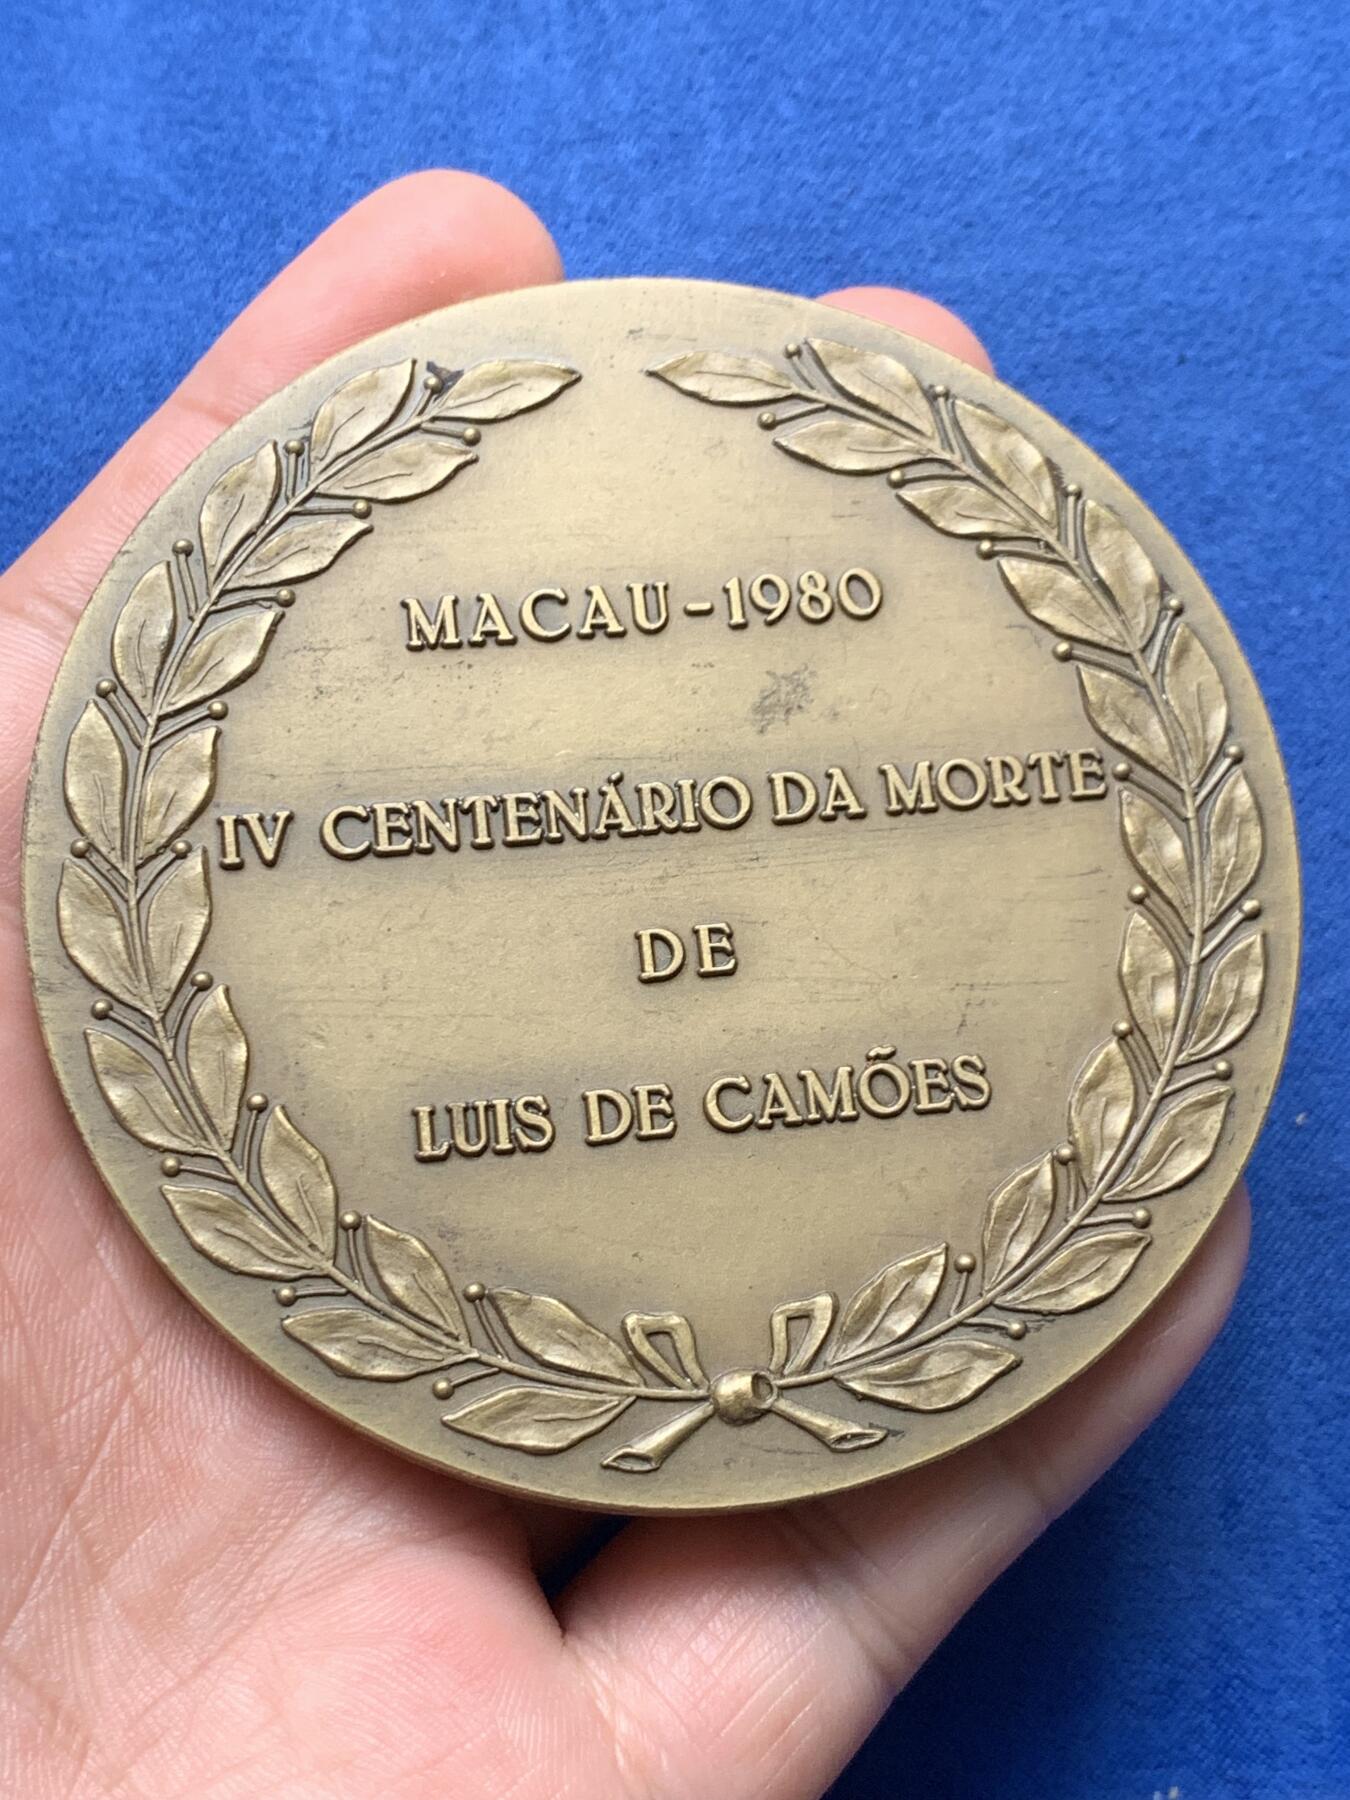 MACAU-1980
IV CENTENÁRIO DA MORTE
DE
LUIS DE CAMÕES